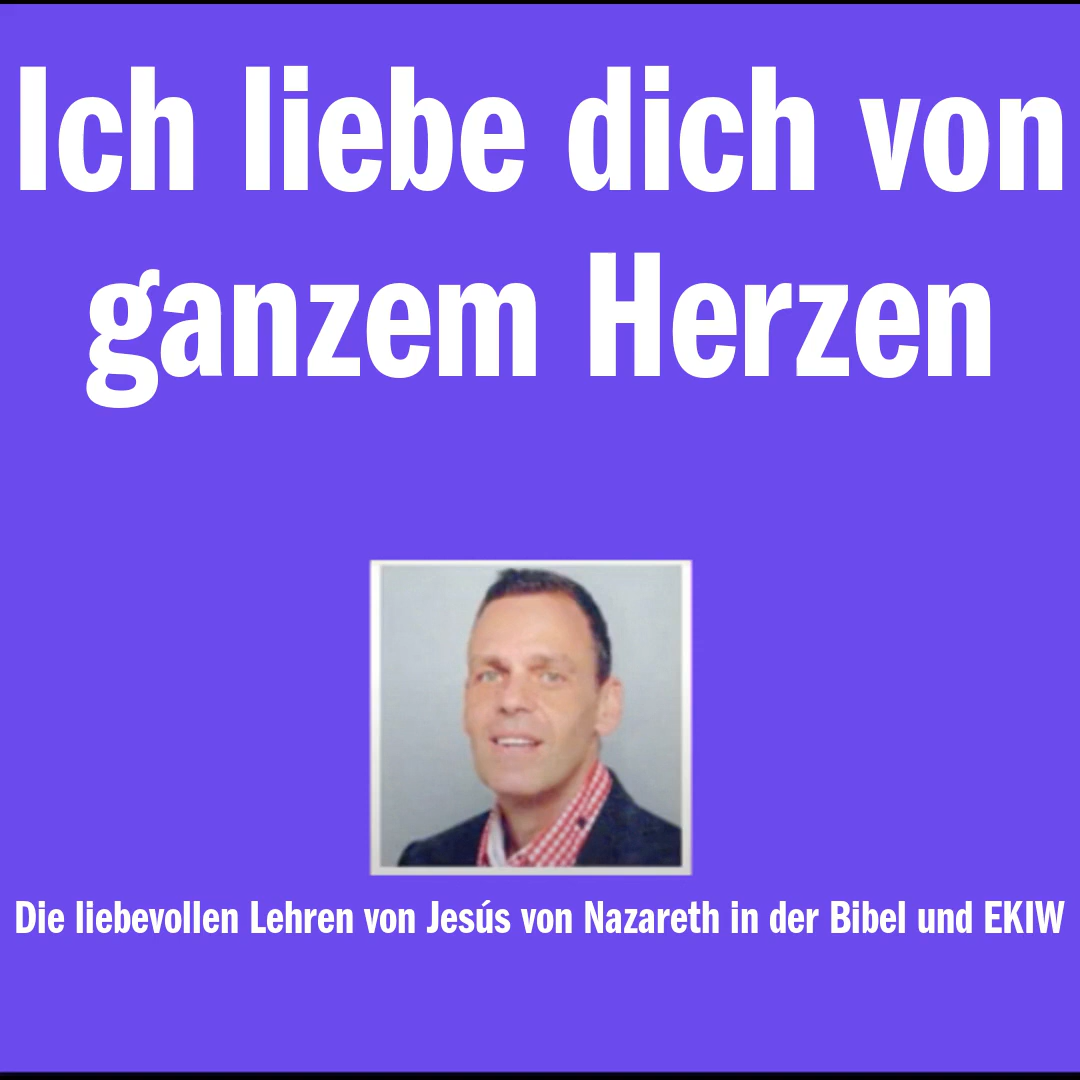 Ich liebe dich von
ganzem Herzen
Die liebevollen Lehren von Jesús von Nazareth in der Bibel und EKIW